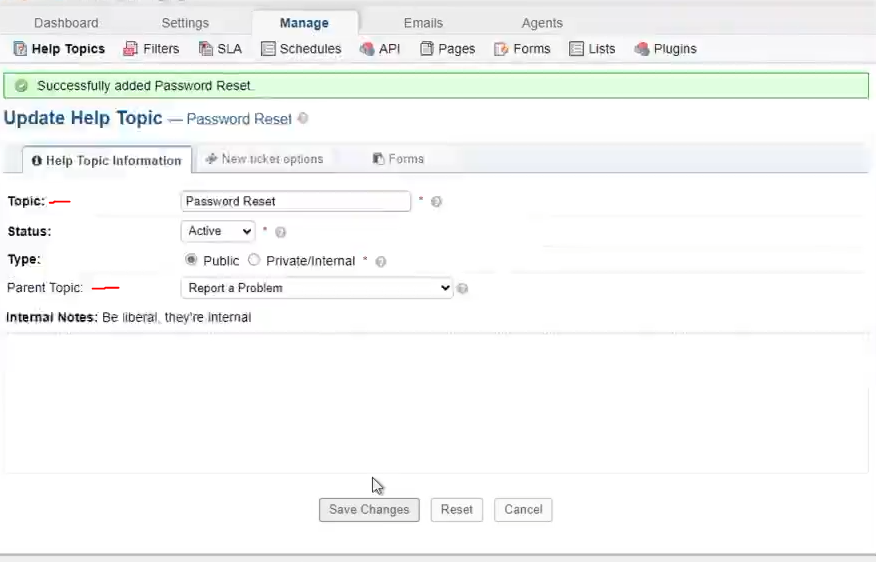 Dashboard Settings Manage Emails Agents
Help Topics Filters SLA Schedules API Pages Forms Lists Plugins
Successfully added Password Reset.
Update Help Topic — Password Reset
Help Topic Information New ticket options Forms
Topic: Password Reset *
Status: Active *
Type: Public Private/Internal *
Parent Topic: Report a Problem
Internal Notes: Be liberal, they're internal
Save Changes Reset Cancel